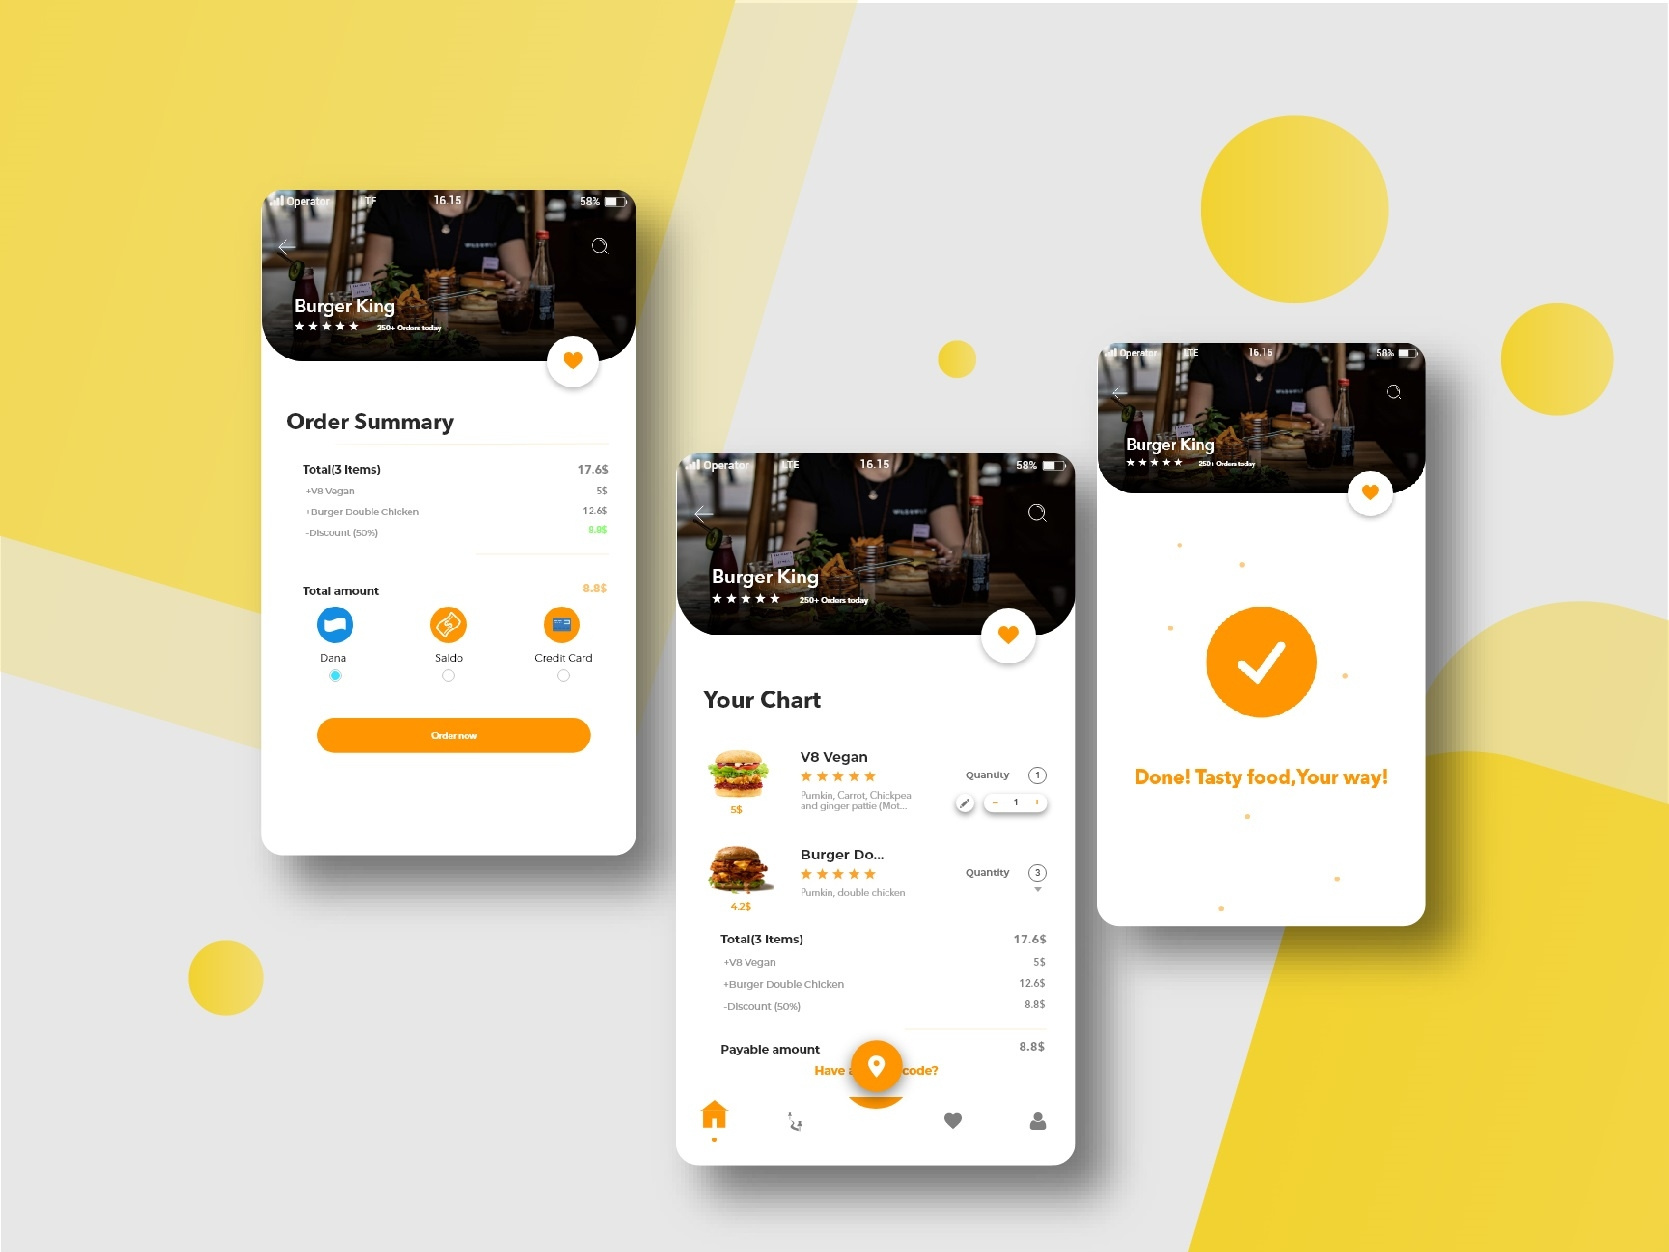 Operator LTE 16.15 58%
Burger King
250+ Orders today
Order Summary
Total(3 Items) 17.6$
+V8 Vegan 5$
+Burger Double Chicken 12.6$
-Discount (50%) 8.8$
Total amount 8.8$
Dana Saldo Credit Card
Order now
Operator LTE 16.15 58%
Burger King
250+ Orders today
Your Chart
V8 Vegan
Quantity 1
Pumkin, Carrot, Chickpea
and ginger pattie (Mot...
5$
- 1 +
Burger Do...
Quantity 3
Pumkin, double chicken
4.2$
Total(3 Items) 17.6$
+V8 Vegan 5$
+Burger Double Chicken 12.6$
-Discount (50%) 8.8$
Payable amount 8.8$
Have a code?
Operator LTE 16.15 58%
Burger King
250+ Orders today
Done! Tasty food,Your way!